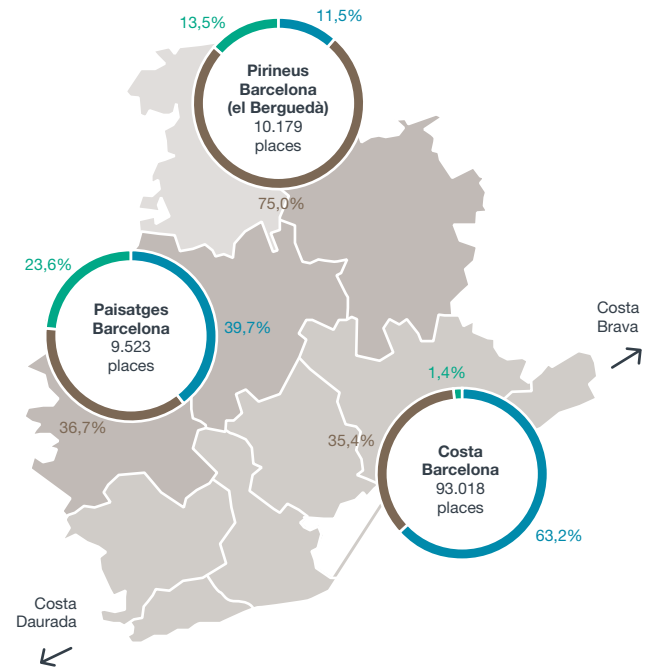 13,5%
11,5%
Pirineus
Barcelona
(el Berguedà)
10.179
places
75,0%
23,6%
Paisatges
Barcelona
9.523
places
39,7%
36,7%
Costa
Brava
1,4%
35,4%
Costa
Barcelona
93.018
places
63,2%
Costa
Daurada